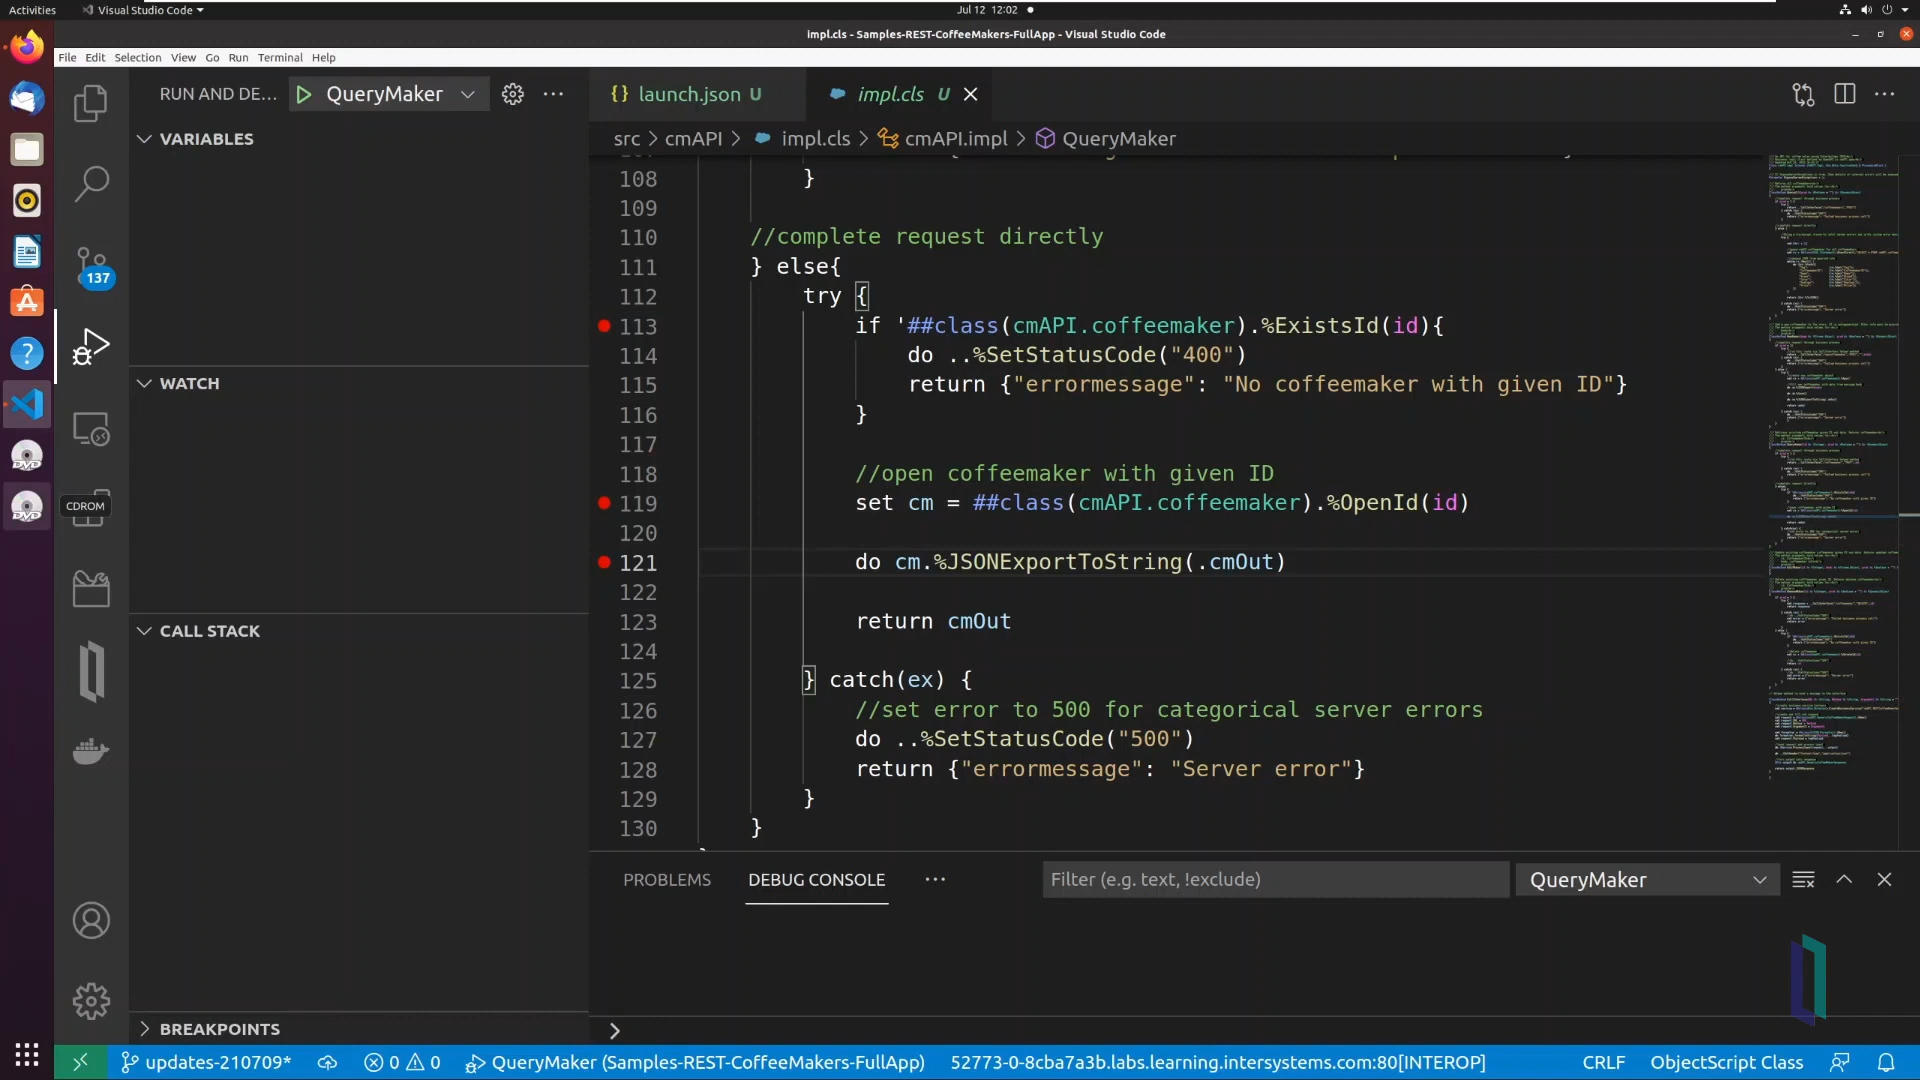 Activities
Visual Studio Code
Jul 12 12:02
impl.cls - Samples-REST-CoffeeMakers-FullApp - Visual Studio Code
File Edit Selection View Go Run Terminal Help
RUN AND DE...
QueryMaker
{} launch.json U
impl.cls U
src > cmAPI > impl.cls > cmAPI.impl > QueryMaker
VARIABLES
WATCH
CALL STACK
BREAKPOINTS
137
CDROM
DVD
DVD
108 }
109
110 //complete request directly
111 } else{
112 try {
113 if '##class(cmAPI.coffeemaker).%ExistsId(id){
114 do ..%SetStatusCode("400")
115 return {"errormessage": "No coffeemaker with given ID"}
116 }
117
118 //open coffeemaker with given ID
119 set cm = ##class(cmAPI.coffeemaker).%OpenId(id)
120
121 do cm.%JSONExportToString(.cmOut)
122
123 return cmOut
124
125 } catch(ex) {
126 //set error to 500 for categorical server errors
127 do ..%SetStatusCode("500")
128 return {"errormessage": "Server error"}
129 }
130 }
PROBLEMS
DEBUG CONSOLE
Filter (e.g. text, !exclude)
QueryMaker
updates-210709*
0
0
QueryMaker (Samples-REST-CoffeeMakers-FullApp)
52773-0-8cba7a3b.labs.learning.intersystems.com:80[INTEROP]
CRLF
ObjectScript Class